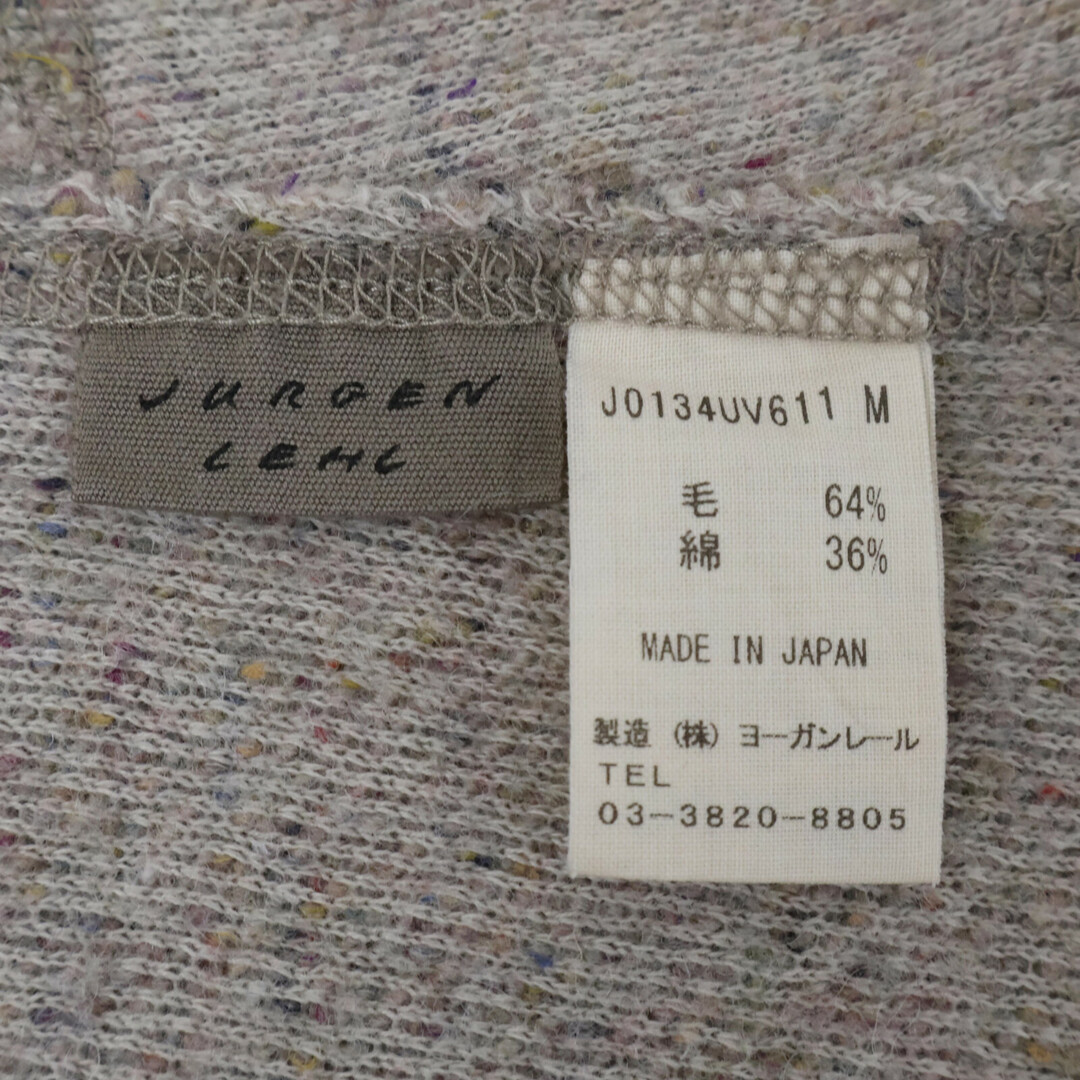 JURGEN
LEHL
J0134UV611 M
毛 64%
綿 36%
MADE IN JAPAN
製造 (株) ヨーガンレール
TEL
03-3820-8805